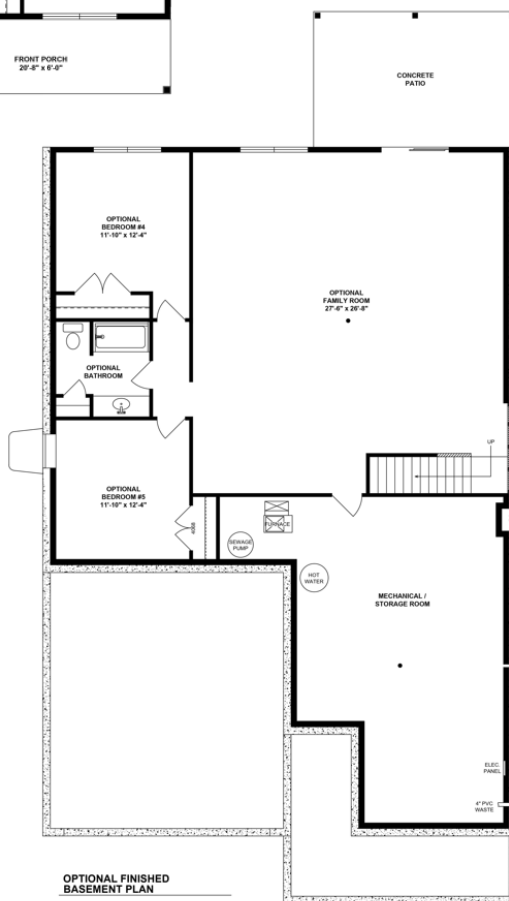 FRONT PORCH
20'-8" x 6'-0"
CONCRETE
PATIO
OPTIONAL
BEDROOM #4
11'-10" x 12'-4"
OPTIONAL
FAMILY ROOM
27'-6" x 26'-8"
OPTIONAL
BATHROOM
UP
OPTIONAL
BEDROOM #5
11'-10" x 12'-4"
FURNACE
SEWAGE
PUMP
HOT
WATER
MECHANICAL /
STORAGE ROOM
ELEC.
PANEL
4" PVC
WASTE
OPTIONAL FINISHED
BASEMENT PLAN